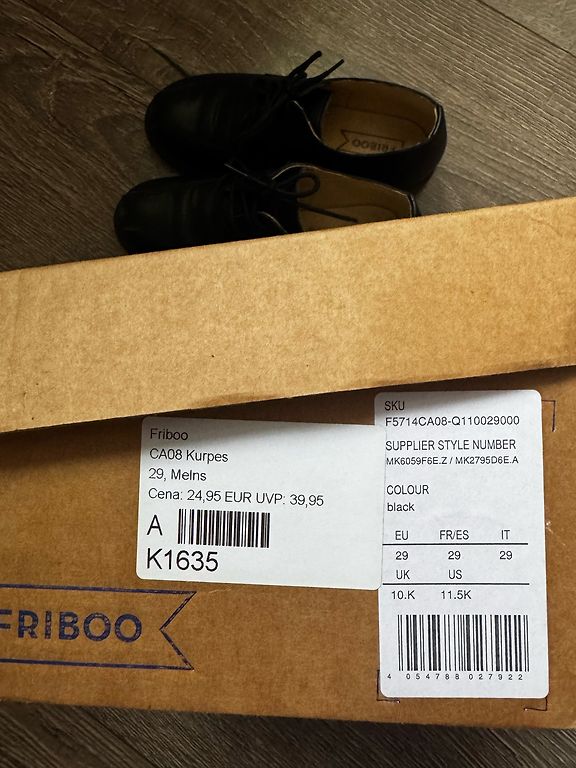 FRIBOO
Friboo
CA08 Kurpes
29, Melns
Cena: 24,95 EUR UVP: 39,95
A
K1635
SKU
F5714CA08-Q110029000
SUPPLIER STYLE NUMBER
MK6059F6E.Z / MK2795D6E.A
COLOUR
black
EU FR/ES IT
29 29 29
UK US
10.K 11.5K
4 054788 027922
FRIBOO